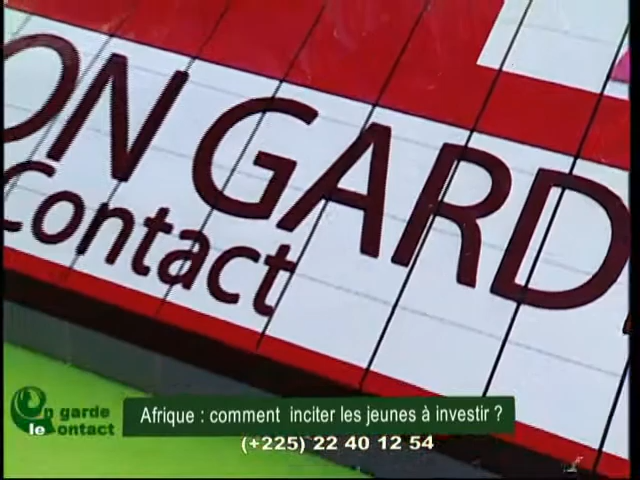 ON GARD
Contact
On garde
le Contact
Afrique : comment inciter les jeunes à investir ?
(+225) 22 40 12 54